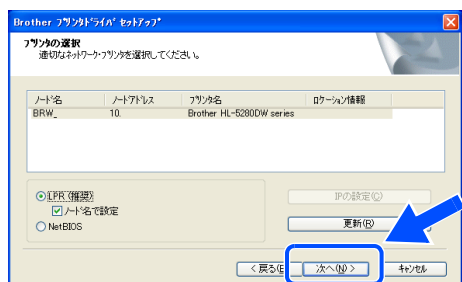 Brother プリンタドライバ セットアップ
プリンタの選択
適切なネットワーク・プリンタを選択してください。
ノード名 ノードアドレス プリンタ名 ロケーション情報
BRW_ 10. Brother HL-5280DW series
LPR (推奨)
ノード名で設定
NetBIOS
IPの設定(C)
更新(R)
< 戻る(B
次へ(N) >
キャンセル